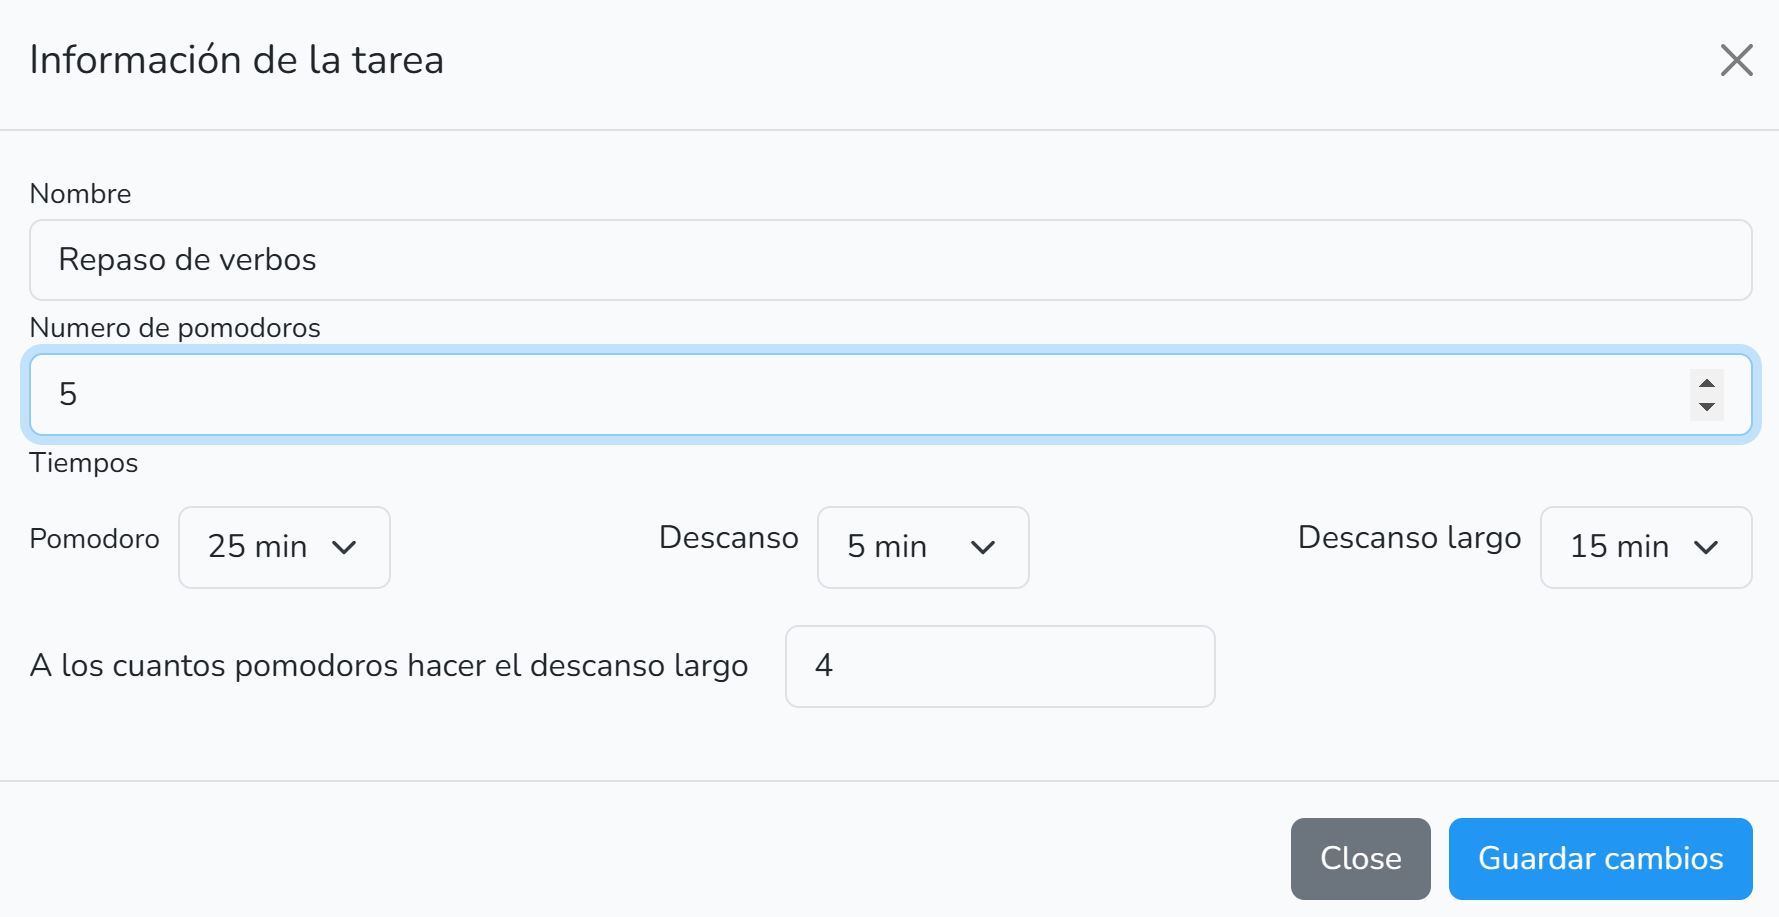 Información de la tarea
Nombre
Repaso de verbos
Numero de pomodoros
5
Tiempos
Pomodoro 25 min Descanso 5 min Descanso largo 15 min
A los cuantos pomodoros hacer el descanso largo 4
Close Guardar cambios